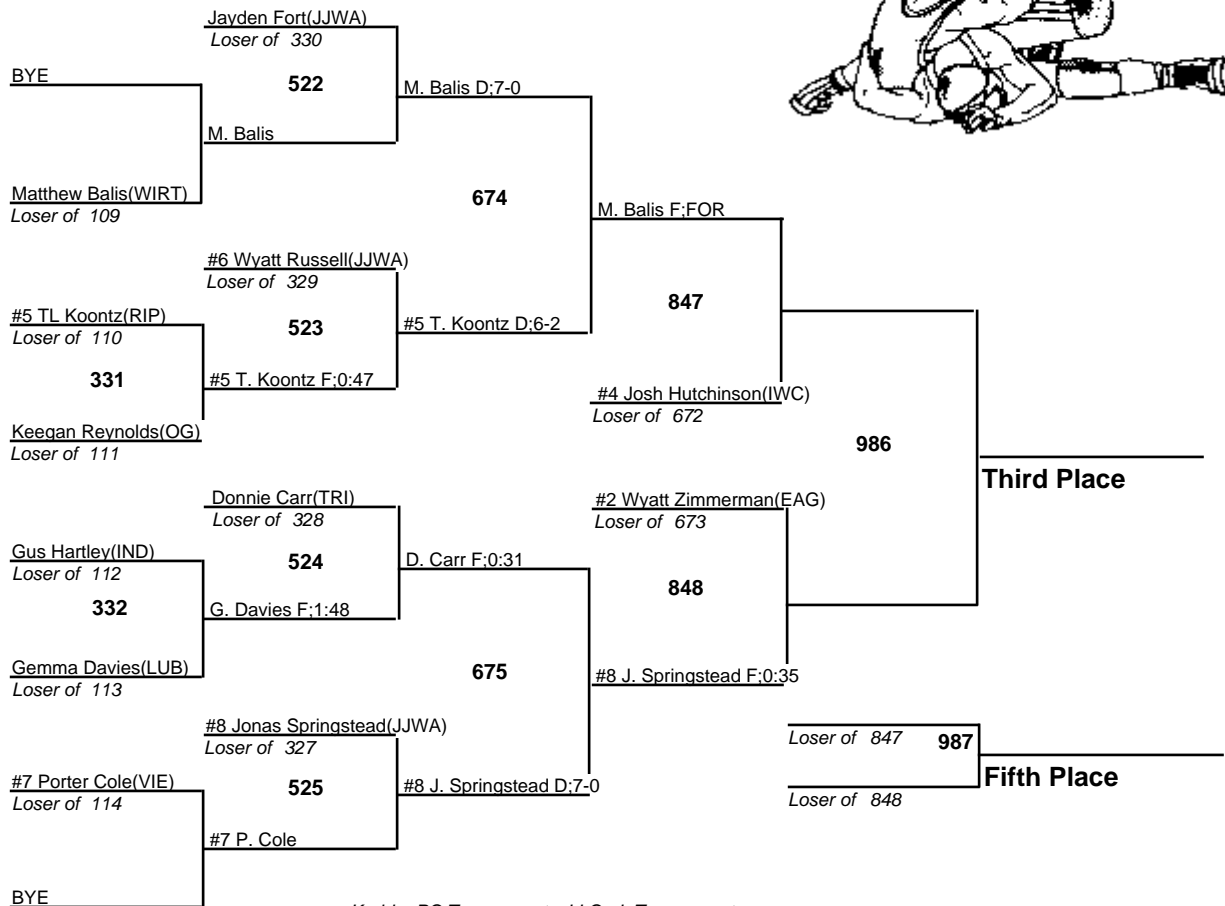 Jayden Fort(JJWA)
Loser of 330
BYE
522
M. Balis D;7-0
M. Balis
Matthew Balis(WIRT)
Loser of 109
674
M. Balis F;FOR
#6 Wyatt Russell(JJWA)
Loser of 329
847
#5 TL Koontz(RIP)
Loser of 110
523
#5 T. Koontz D;6-2
331
#5 T. Koontz F;0:47
#4 Josh Hutchinson(IWC)
Loser of 672
Keegan Reynolds(OG)
Loser of 111
986
Third Place
Donnie Carr(TRI)
Loser of 328
#2 Wyatt Zimmerman(EAG)
Loser of 673
Gus Hartley(IND)
Loser of 112
524
D. Carr F;0:31
848
332
G. Davies F;1:48
Gemma Davies(LUB)
Loser of 113
675
#8 J. Springstead F;0:35
#8 Jonas Springstead(JJWA)
Loser of 327
Loser of 847
987
#7 Porter Cole(VIE)
Loser of 114
525
#8 J. Springstead D;7-0
Fifth Place
Loser of 848
#7 P. Cole
BYE